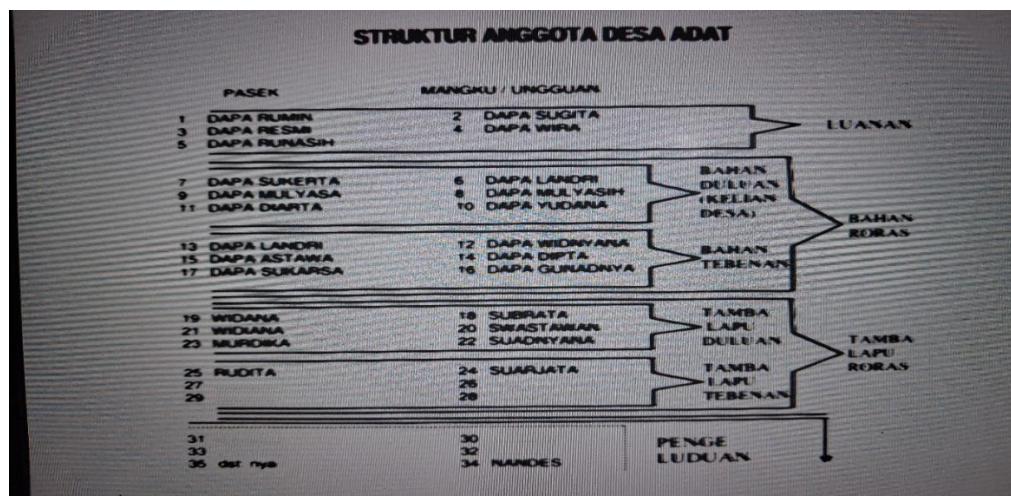 STRUKTUR ANGGOTA DESA ADAT
PASEK MANGKU / UNGGUAN
1 DAPA RUMIN 2 DAPA SUGITA
3 DAPA RESMI 4 DAPA WIRA
5 DAPA RUNASIH
LUANAN
7 DAPA SUKERTA 6 DAPA LANDRI
9 DAPA MULYASA 8 DAPA MULYASIH
11 DAPA DIARTA 10 DAPA YUDANA
BAHAN
DULUAN
(KELIAN
DESA)
13 DAPA LANDRI 12 DAPA WIDNYANA
15 DAPA ASTAWA 14 DAPA DIPTA
17 DAPA SUKARSA 16 DAPA GUNADNYA
BAHAN
TEBENAN
BAHAN
RORAS
19 WIDANA 18 SUBRATA
21 WIDIANA 20 SWASTAWAN
23 MURDIKA 22 SUADNYANA
TAMBA
LAPU
DULUAN
25 RUDITA 24 SUARJATA
27 26
29 28
TAMBA
LAPU
TEBENAN
TAMBA
LAPU
RORAS
31 30
33 32
35 dst nya 34 NANDES
PENGE
LUDUAN